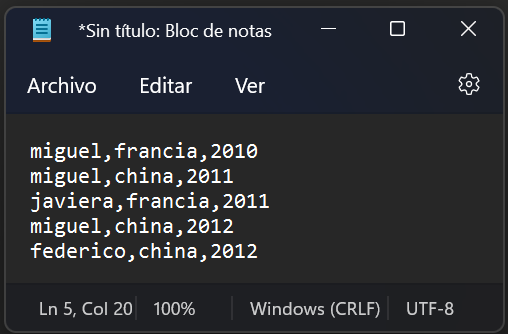 *Sin título: Bloc de notas
Archivo Editar Ver
miguel,francia,2010
miguel,china,2011
javiera,francia,2011
miguel,china,2012
federico,china,2012
Ln 5, Col 20 100% Windows (CRLF) UTF-8